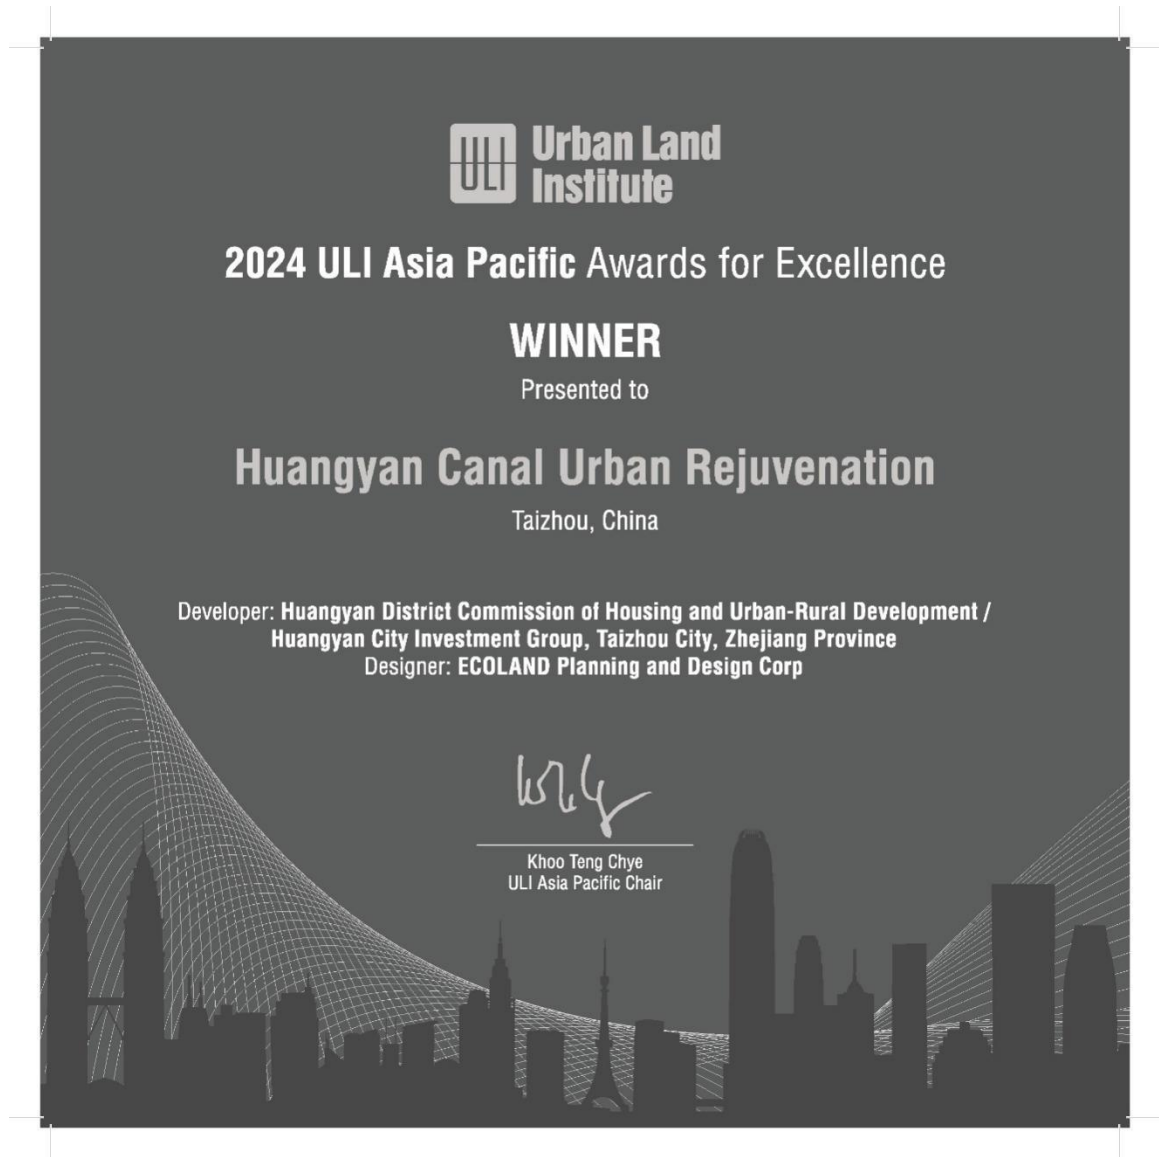 ULI
Urban Land
Institute
2024 ULI Asia Pacific Awards for Excellence
WINNER
Presented to
Huangyan Canal Urban Rejuvenation
Taizhou, China
Developer: Huangyan District Commission of Housing and Urban-Rural Development /
Huangyan City Investment Group, Taizhou City, Zhejiang Province
Designer: ECOLAND Planning and Design Corp
Khoo Teng Chye
ULI Asia Pacific Chair